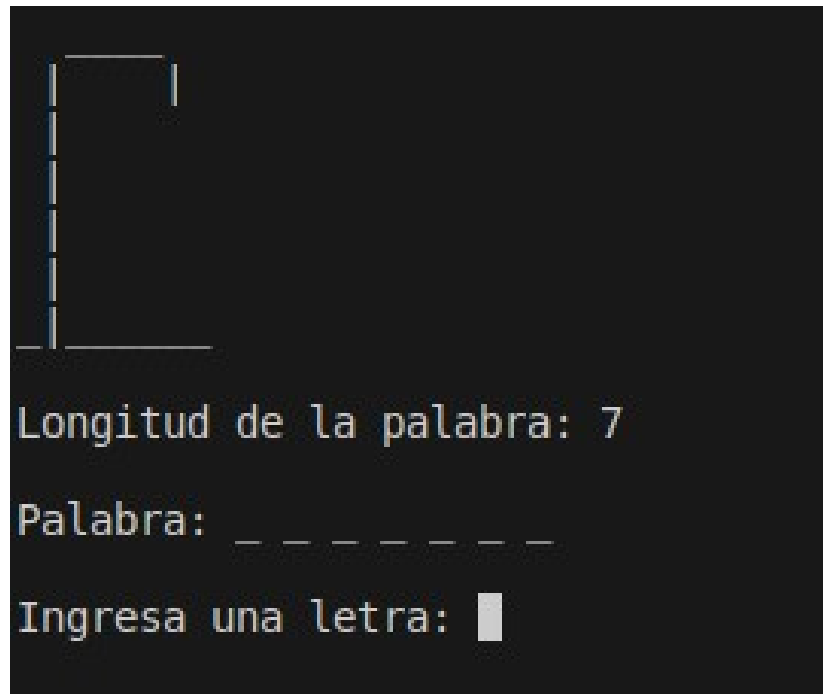 Longitud de la palabra: 7
Palabra: _ _ _ _ _ _ _
Ingresa una letra: